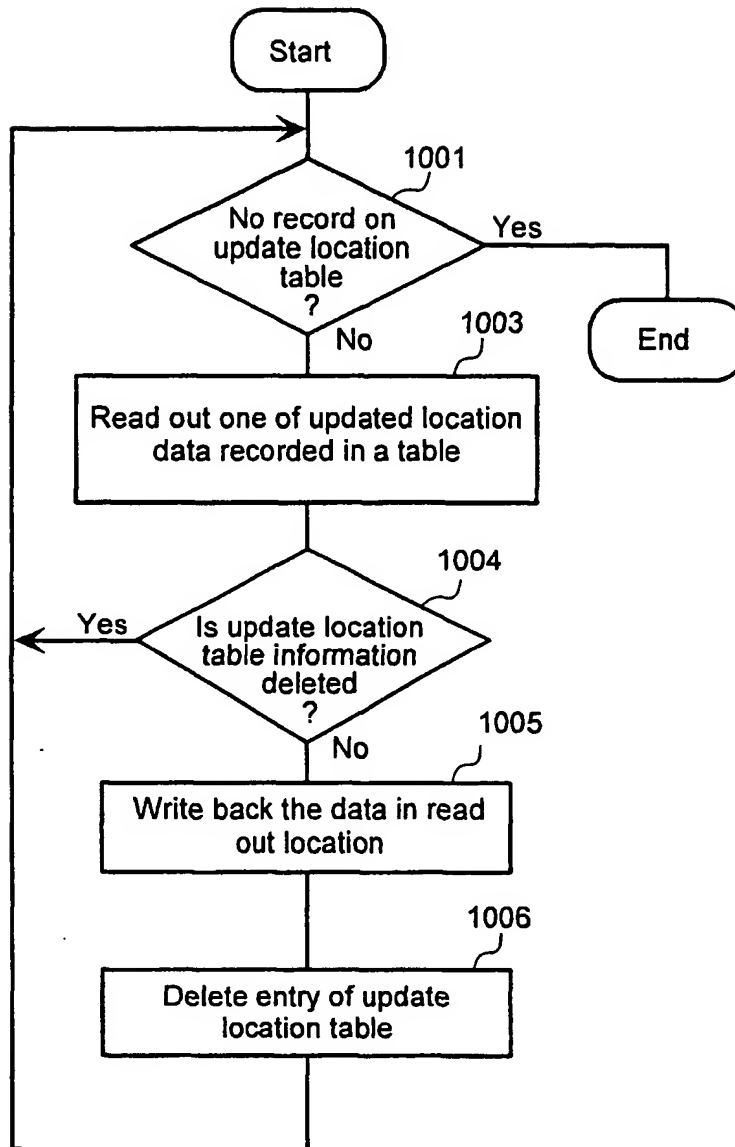 Start
1001
No record on
update location
table
?
Yes
No
End
1003
Read out one of updated location
data recorded in a table
1004
Yes
Is update location
table information
deleted
?
No
1005
Write back the data in read
out location
1006
Delete entry of update
location table